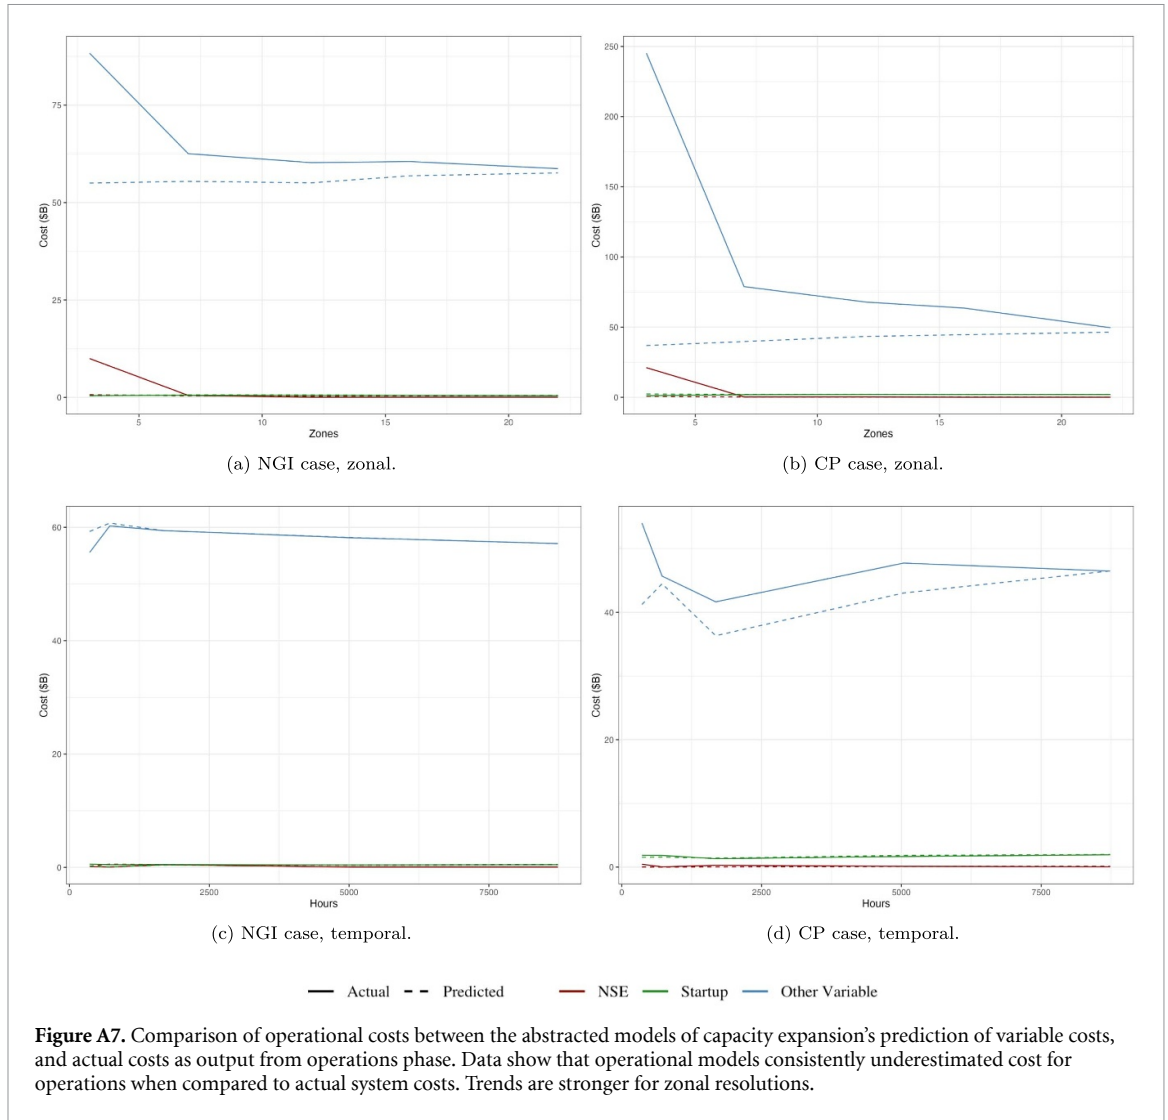 75
50
25
0
Cost ($B)
5
10
15
20
Zones
(a) NGI case, zonal.
250
200
150
100
50
0
Cost ($B)
5
10
15
20
Zones
(b) CP case, zonal.
60
40
20
0
Cost ($B)
0
2500
5000
7500
Hours
(c) NGI case, temporal.
40
20
0
Cost ($B)
0
2500
5000
7500
Hours
(d) CP case, temporal.
Actual Predicted NSE Startup Other Variable
Figure A7. Comparison of operational costs between the abstracted models of capacity expansion's prediction of variable costs,
and actual costs as output from operations phase. Data show that operational models consistently underestimated cost for
operations when compared to actual system costs. Trends are stronger for zonal resolutions.